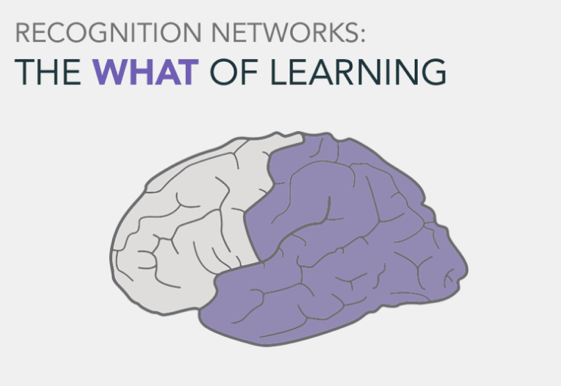 RECOGNITION NETWORKS:
THE WHAT OF LEARNING